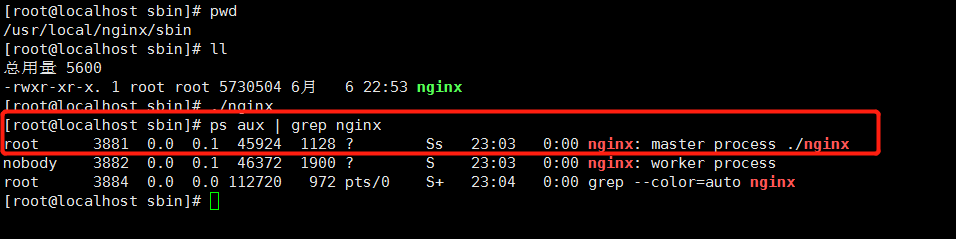 [root@localhost sbin]# pwd
/usr/local/nginx/sbin
[root@localhost sbin]# ll
总用量 5600
-rwxr-xr-x. 1 root root 5730504 6月   6 22:53 nginx
[root@localhost sbin]# ./nginx
[root@localhost sbin]# ps aux | grep nginx
root      3881  0.0  0.1  45924  1128 ?        Ss   23:03   0:00 nginx: master process ./nginx
nobody    3882  0.0  0.1  46372  1900 ?        S    23:03   0:00 nginx: worker process
root      3884  0.0  0.0 112720   972 pts/0    S+   23:04   0:00 grep --color=auto nginx
[root@localhost sbin]#